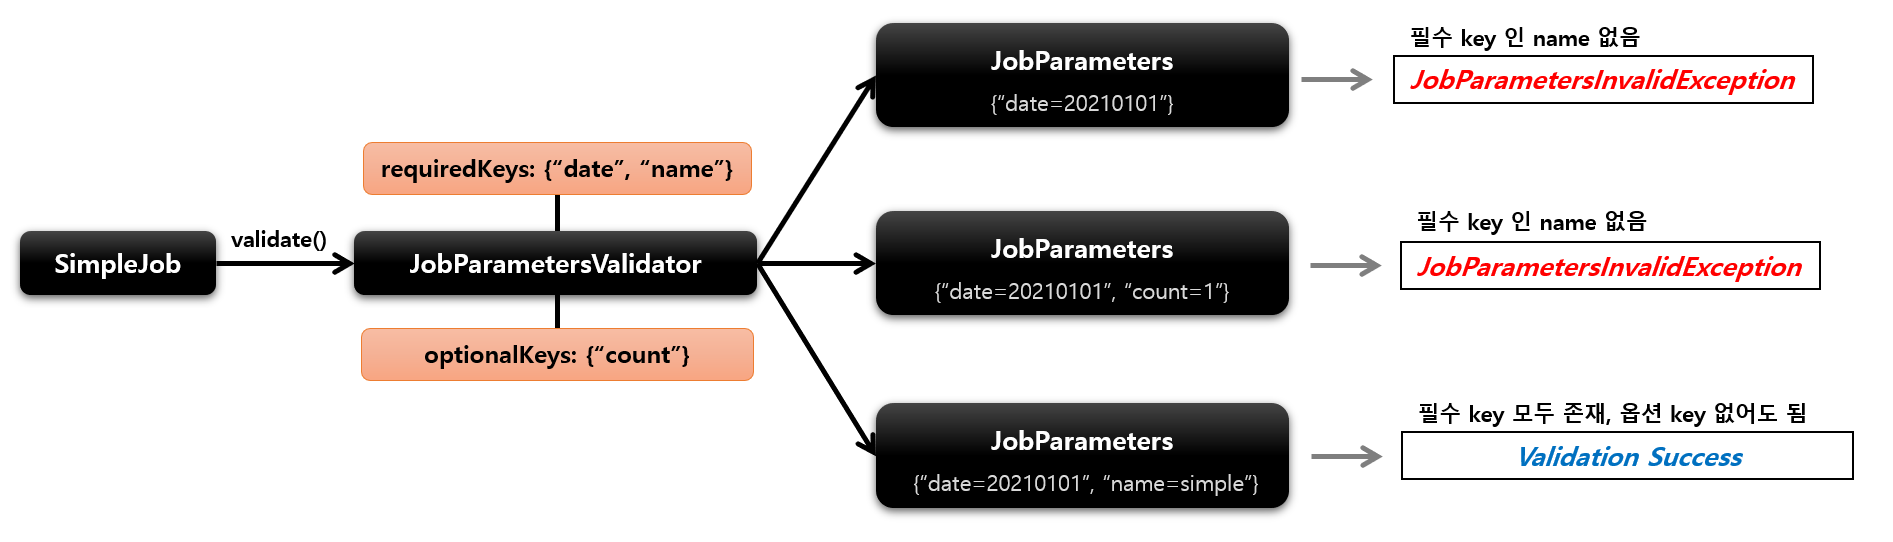 SimpleJob
validate()
requiredKeys: {“date”, “name”}
JobParametersValidator
optionalKeys: {“count”}
JobParameters
{“date=20210101”}
필수 key 인 name 없음
JobParametersInvalidException
JobParameters
{“date=20210101”, “count=1”}
필수 key 인 name 없음
JobParametersInvalidException
JobParameters
{“date=20210101”, “name=simple”}
필수 key 모두 존재, 옵션 key 없어도 됨
Validation Success